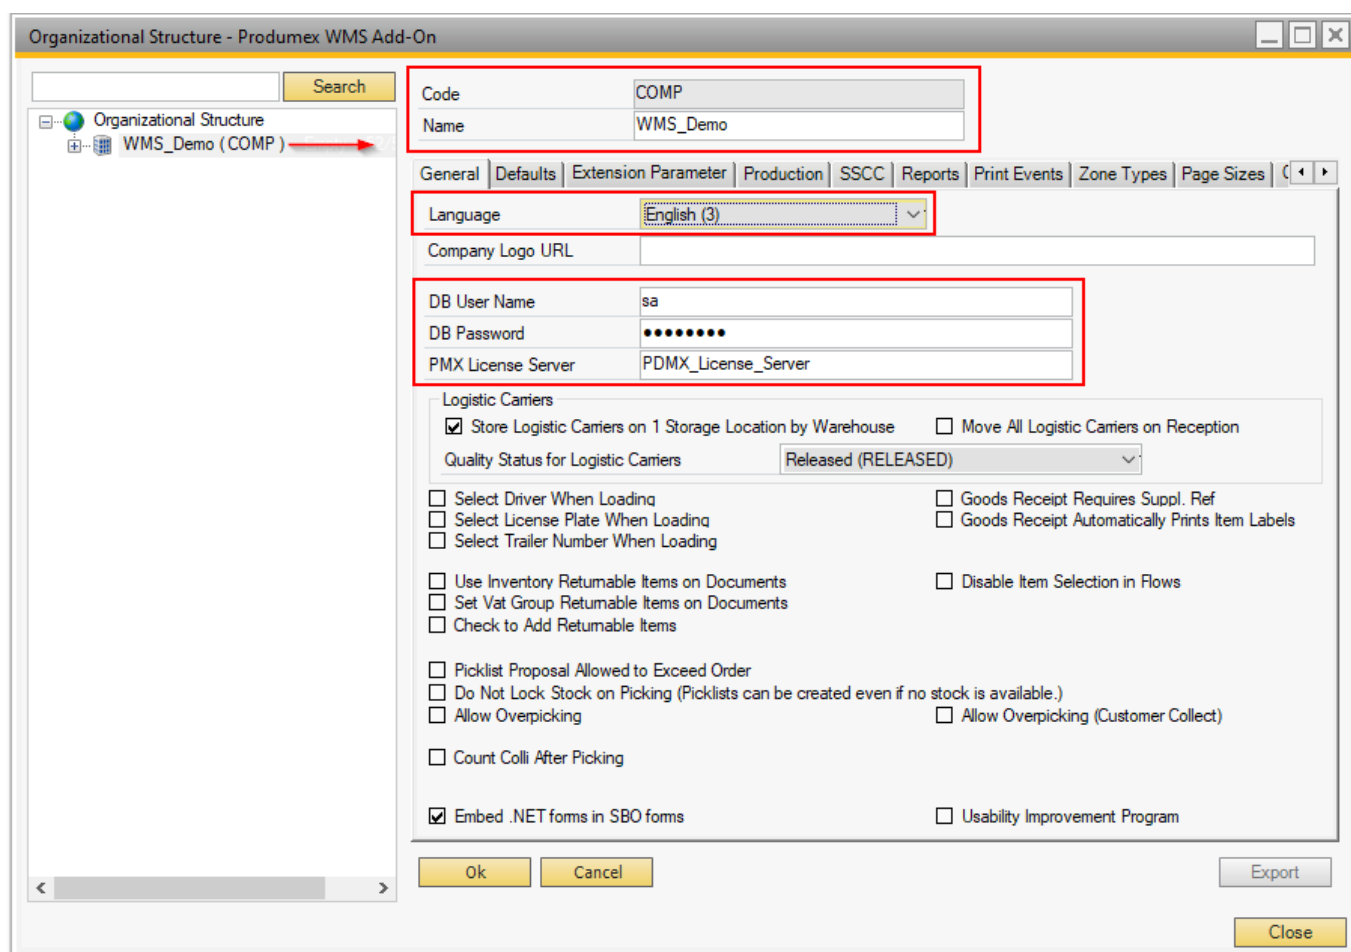 Organizational Structure - Produmex WMS Add-On
Search
Organizational Structure
WMS_Demo ( COMP )
Code COMP
Name WMS_Demo
General Defaults Extension Parameter Production SSCC Reports Print Events Zone Types Page Sizes
Language English (3)
Company Logo URL
DB User Name sa
DB Password ●●●●●●●●
PMX License Server PDMX_License_Server
Logistic Carriers
Store Logistic Carriers on 1 Storage Location by Warehouse Move All Logistic Carriers on Reception
Quality Status for Logistic Carriers Released (RELEASED)
Select Driver When Loading Goods Receipt Requires Suppl. Ref
Select License Plate When Loading Goods Receipt Automatically Prints Item Labels
Select Trailer Number When Loading
Use Inventory Returnable Items on Documents Disable Item Selection in Flows
Set Vat Group Returnable Items on Documents
Check to Add Returnable Items
Picklist Proposal Allowed to Exceed Order
Do Not Lock Stock on Picking (Picklists can be created even if no stock is available.)
Allow Overpicking Allow Overpicking (Customer Collect)
Count Colli After Picking
Embed .NET forms in SBO forms Usability Improvement Program
Ok Cancel Export
Close